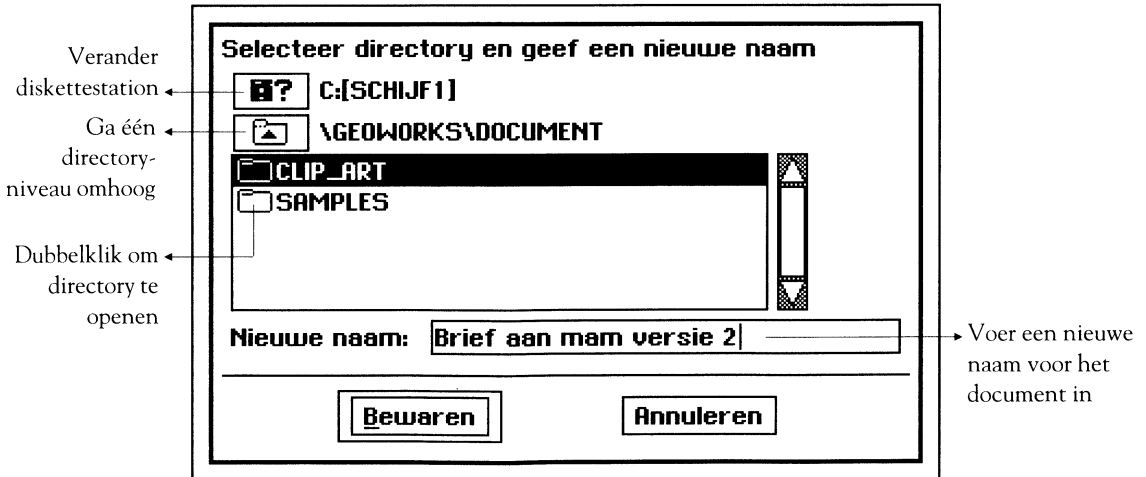 Selecteer directory en geef een nieuwe naam
Verander
diskettestation
? C:[SCHIJF1]
Ga één
directory-
niveau omhoog
\GEOWORKS\DOCUMENT
CLIP_ART
SAMPLES
Dubbelklik om
directory te
openen
Nieuwe naam: Brief aan mam versie 2
Voer een nieuwe
naam voor het
document in
Bewaren
Annuleren